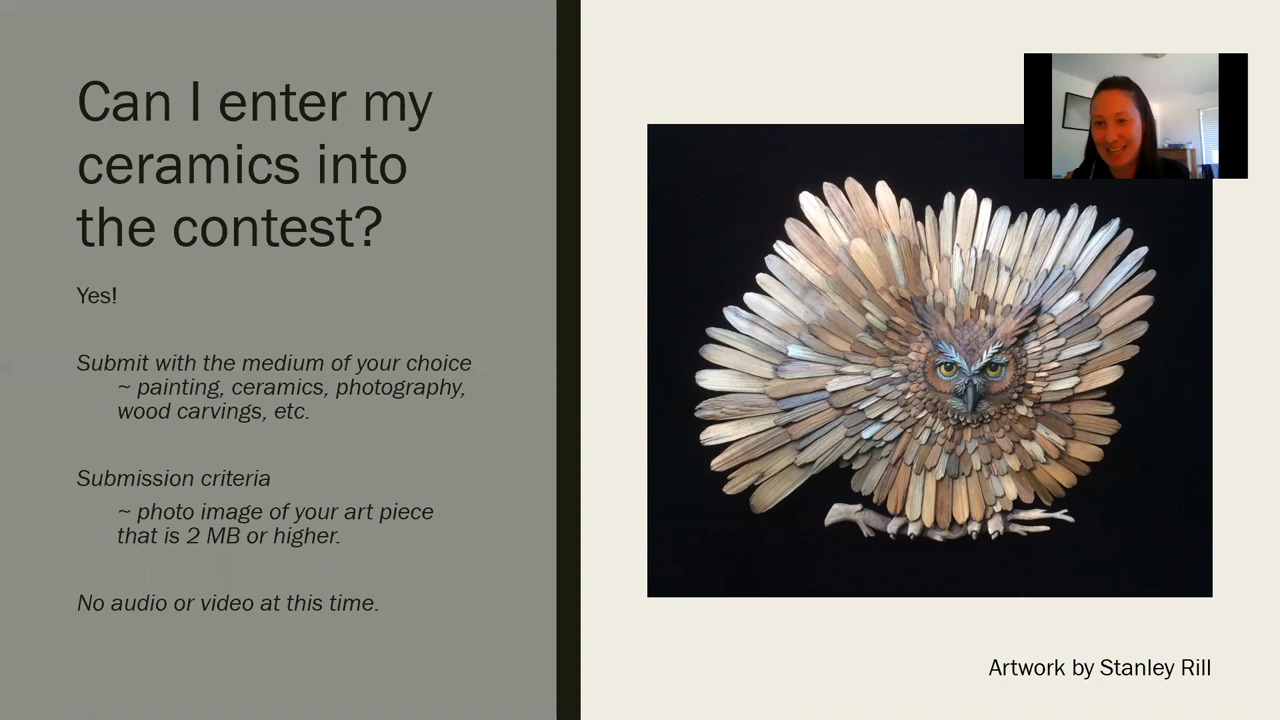 Can I enter my
ceramics into
the contest?
Yes!
Submit with the medium of your choice
~ painting, ceramics, photography,
wood carvings, etc.
Submission criteria
~ photo image of your art piece
that is 2 MB or higher.
No audio or video at this time.
Artwork by Stanley Rill